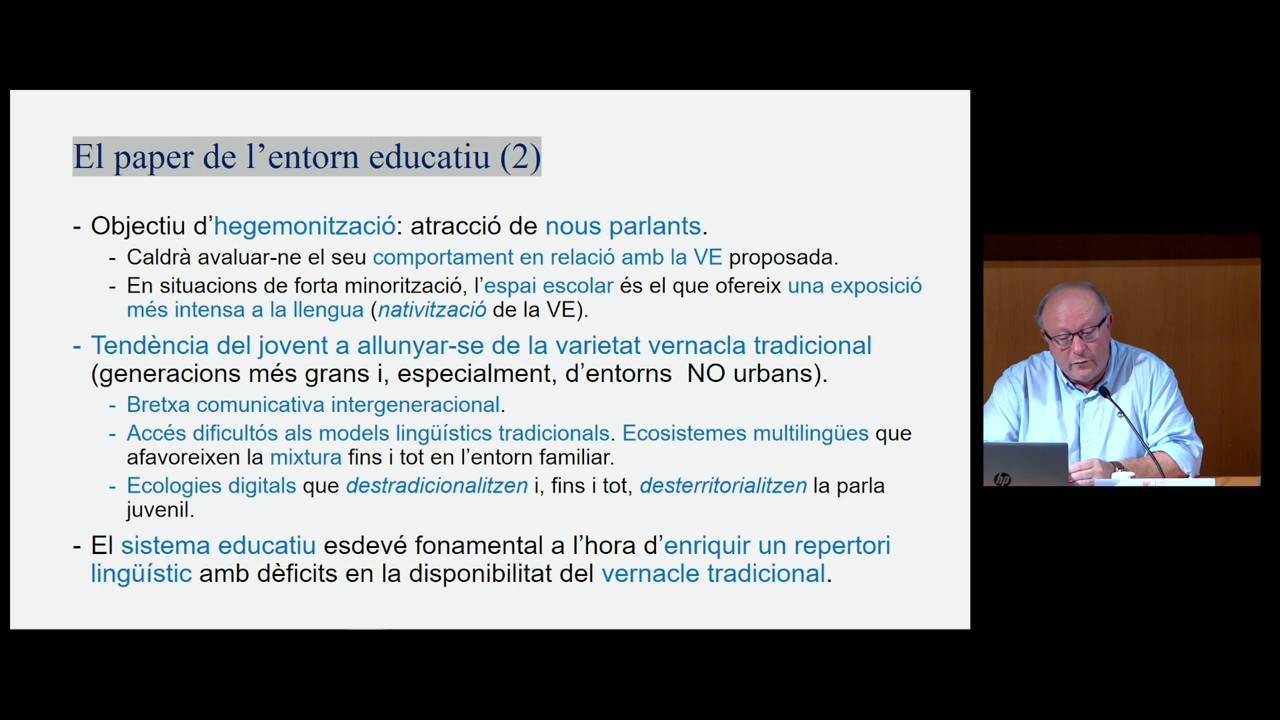 El paper de l’entorn educatiu (2)
- Objectiu d’hegemonització: atracció de nous parlants.
- Caldrà avaluar-ne el seu comportament en relació amb la VE proposada.
- En situacions de forta minorització, l’espai escolar és el que ofereix una exposició
més intensa a la llengua (nativització de la VE).
- Tendència del jovent a allunyar-se de la varietat vernacla tradicional
(generacions més grans i, especialment, d’entorns NO urbans).
- Bretxa comunicativa intergeneracional.
- Accés dificultós als models lingüístics tradicionals. Ecosistemes multilingües que
afavoreixen la mixtura fins i tot en l’entorn familiar.
- Ecologies digitals que destradicionalitzen i, fins i tot, desterritorialitzen la parla
juvenil.
- El sistema educatiu esdevé fonamental a l’hora d’enriquir un repertori
lingüístic amb dèficits en la disponibilitat del vernacle tradicional.
hp